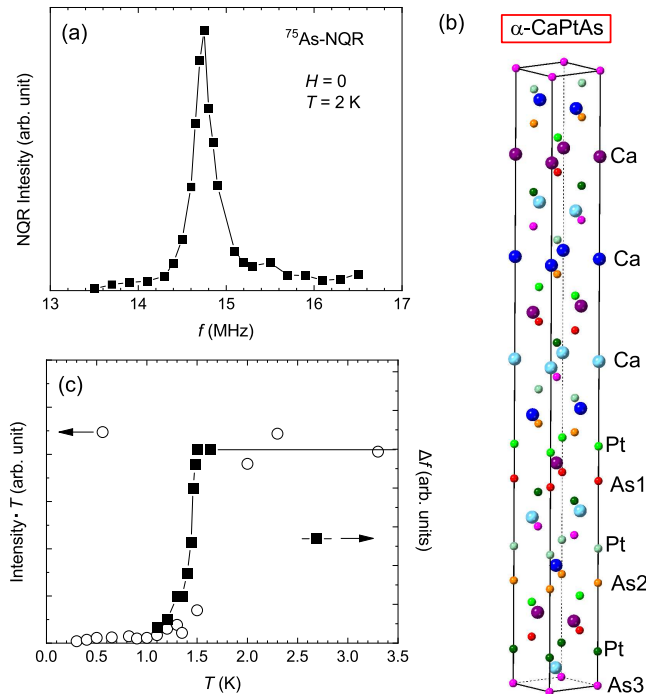 (a)
⁷⁵As-NQR
H = 0
T = 2 K
NQR Intesity (arb. unit)
13 14 15 16 17
f (MHz)
(b)
α-CaPtAs
Ca
Ca
Ca
Pt
As1
Pt
As2
Pt
As3
(c)
Intensity · T (arb. unit)
Δf (arb. units)
0.0 0.5 1.0 1.5 2.0 2.5 3.0 3.5
T (K)